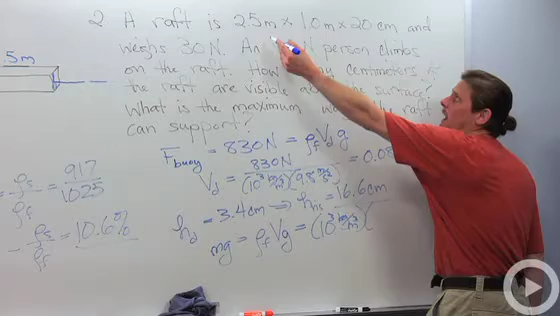 2 A raft is 2.5m × 1.0m × 20 cm and
weighs 30N. An person climbs
on the raft. How cm centimeters of
the raft are visible the surface?
What is the maximum raft
can support?
.5m
F buoy = 830N = ρf Vd g
Vd = 830N / (10³ kg/m³)(9.8 m/s²) = 0.08
ρs/ρf = 917/1025
hd = 3.4cm ⇒ hvis = 16.6cm
- ρs/ρf = 10.6%
mg = ρf Vg = (10³ kg/m³)(